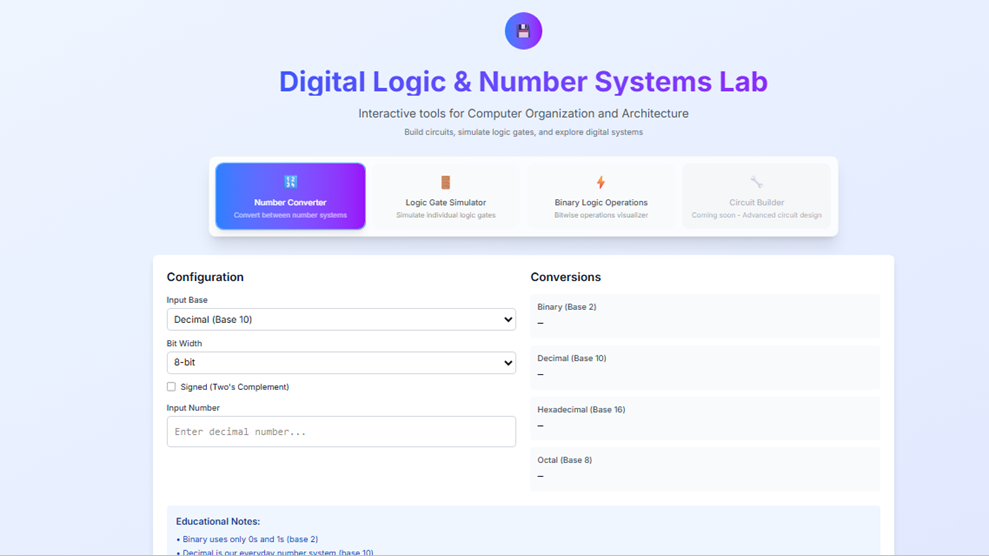 Digital Logic & Number Systems Lab
Interactive tools for Computer Organization and Architecture
Build circuits, simulate logic gates, and explore digital systems
Number Converter
Convert between number systems
Logic Gate Simulator
Simulate individual logic gates
Binary Logic Operations
Bitwise operations visualizer
Circuit Builder
Coming soon - Advanced circuit design
Configuration
Input Base
Decimal (Base 10)
Bit Width
8-bit
Signed (Two's Complement)
Input Number
Enter decimal number...
Conversions
Binary (Base 2)
—
Decimal (Base 10)
—
Hexadecimal (Base 16)
—
Octal (Base 8)
—
Educational Notes:
• Binary uses only 0s and 1s (base 2)
• Decimal is our everyday number system (base 10)